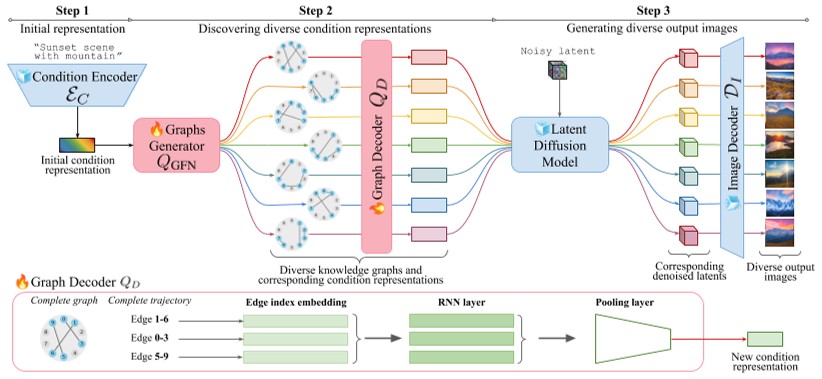 Step 1
Step 2
Step 3
Initial representation
Discovering diverse condition representations
Generating diverse output images
"Sunset scene
with mountain"
Condition Encoder
ℰ_C
Initial condition
representation
Graphs
Generator
Q_GFN
Graph Decoder Q_D
Diverse knowledge graphs and
corresponding condition representations
Noisy latent
Latent
Diffusion
Model
Image Decoder 𝒟_I
Corresponding
denoised latents
Diverse output
images
Graph Decoder Q_D
Complete graph
Complete trajectory
Edge index embedding
RNN layer
Pooling layer
Edge 1-6
Edge 0-3
Edge 5-9
New condition
representation